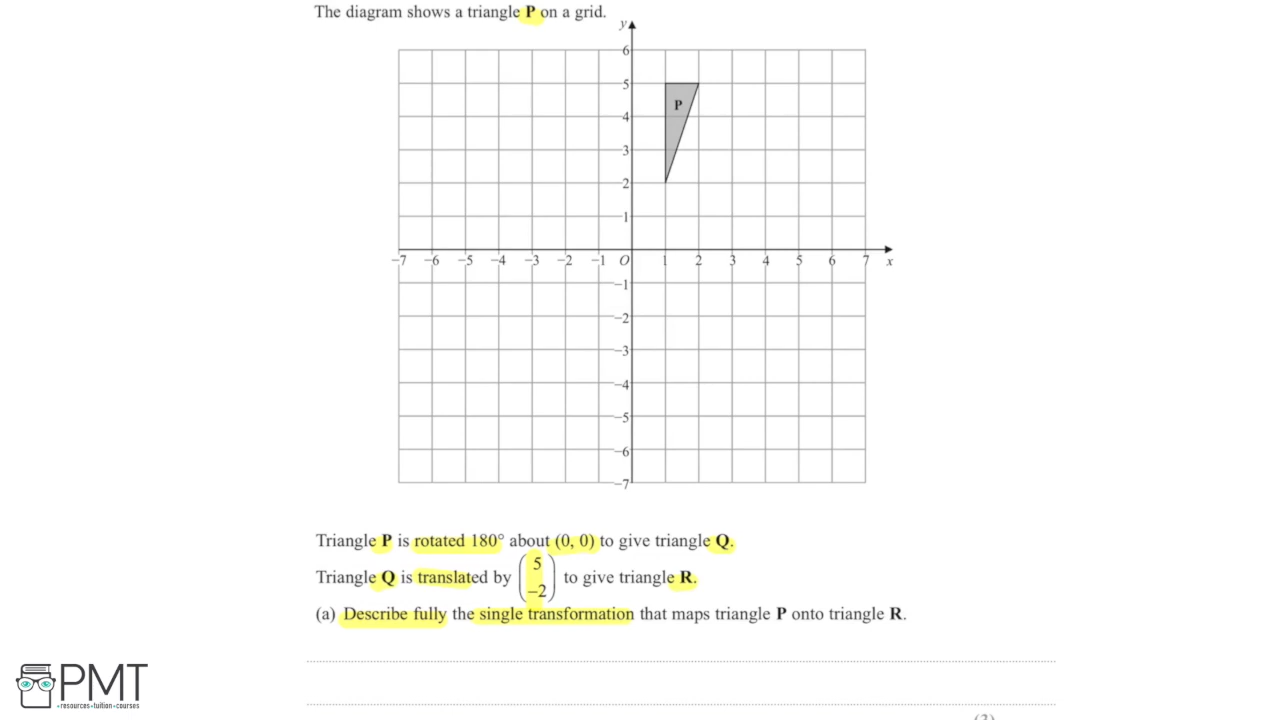 The diagram shows a triangle P on a grid.
y
6
5
P
4
3
2
1
−7 −6 −5 −4 −3 −2 −1 O 1 2 3 4 5 6 7 x
−1
−2
−3
−4
−5
−6
−7
Triangle P is rotated 180° about (0, 0) to give triangle Q.
5
Triangle Q is translated by ( ) to give triangle R.
−2
(a) Describe fully the single transformation that maps triangle P onto triangle R.
PMT
•resources•tuition•courses